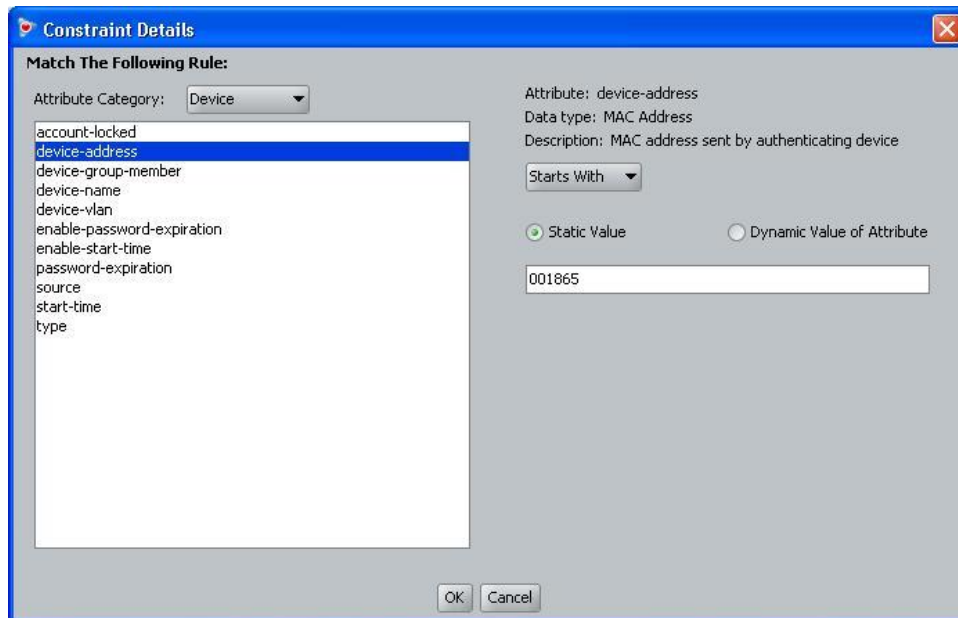 Constraint Details
Match The Following Rule:
Attribute Category: Device
account-locked
device-address
device-group-member
device-name
device-vlan
enable-password-expiration
enable-start-time
password-expiration
source
start-time
type
Attribute: device-address
Data type: MAC Address
Description: MAC address sent by authenticating device
Starts With
Static Value Dynamic Value of Attribute
001865
OK Cancel